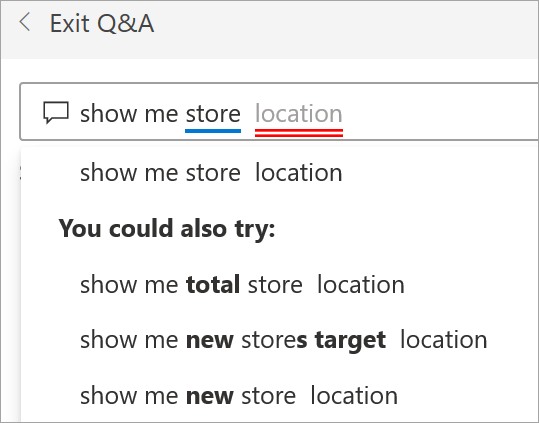 Exit Q&A
show me store location
show me store location
You could also try:
show me total store location
show me new stores target location
show me new store location